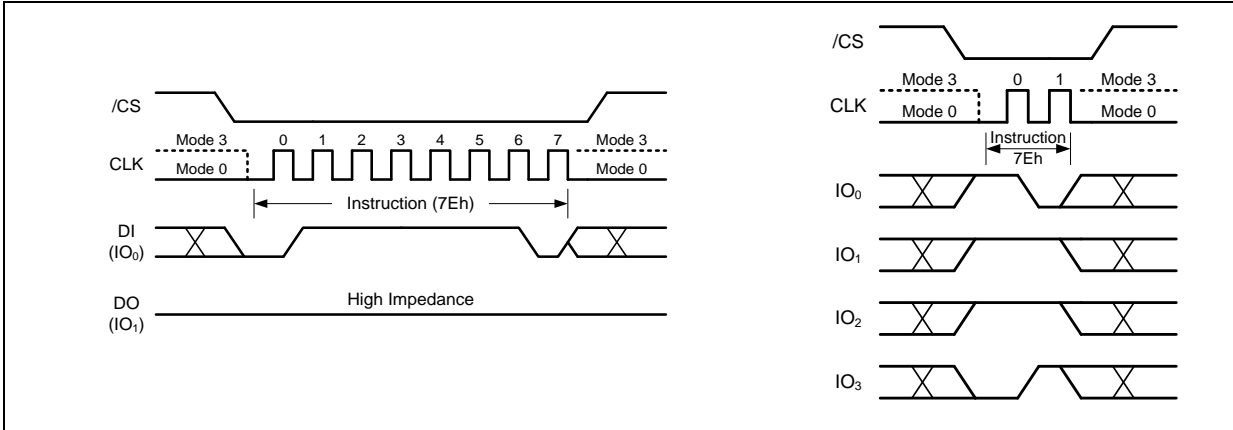 /CS
Mode 3 0 1 2 3 4 5 6 7 Mode 3
CLK
Mode 0 Mode 0
Instruction (7Eh)
DI
(IO₀)
High Impedance
DO
(IO₁)
/CS
Mode 3 0 1 Mode 3
CLK
Mode 0 Mode 0
Instruction
7Eh
IO₀
IO₁
IO₂
IO₃